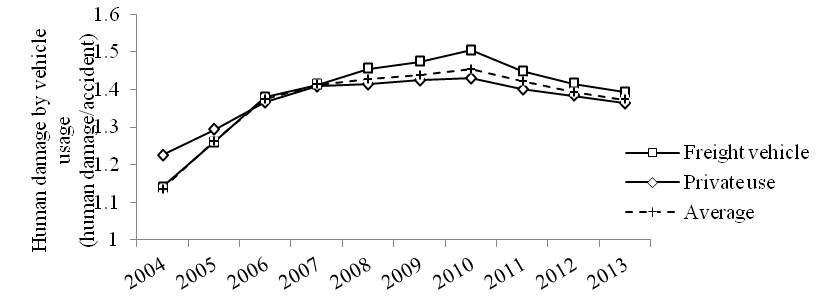 Human damage by vehicle
usage
(human damage/accident)
1.6
1.5
1.4
1.3
1.2
1.1
1
2004 2005 2006 2007 2008 2009 2010 2011 2012 2013
Freight vehicle
Private use
Average